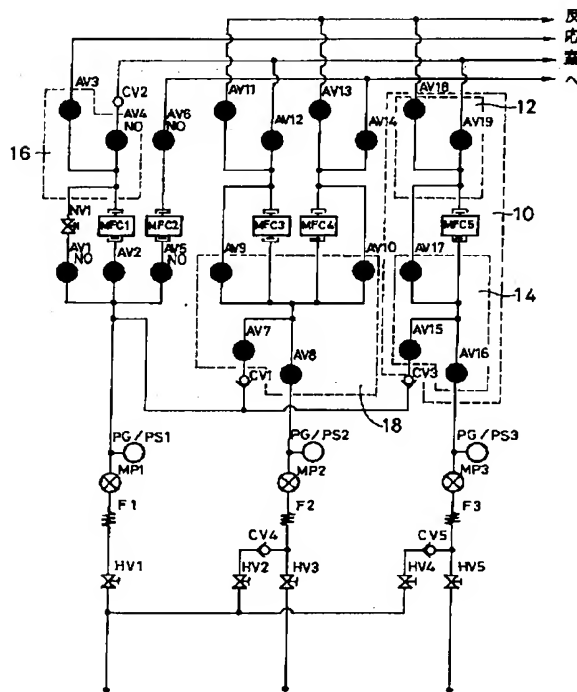 反
応
室
へ
AV3
CV2
AV4
NO
AV6
NO
AV11
AV12
AV13
AV14
AV18
AV19
12
16
10
NV1
MFC1
MFC2
MFC3
MFC4
MFC5
AV1
NO
AV2
AV5
NO
AV9
AV10
AV17
14
AV7
AV8
AV15
AV16
CV1
CV3
18
PG/PS1
PG/PS2
PG/PS3
MP1
MP2
MP3
F1
F2
F3
CV4
CV5
HV1
HV2
HV3
HV4
HV5